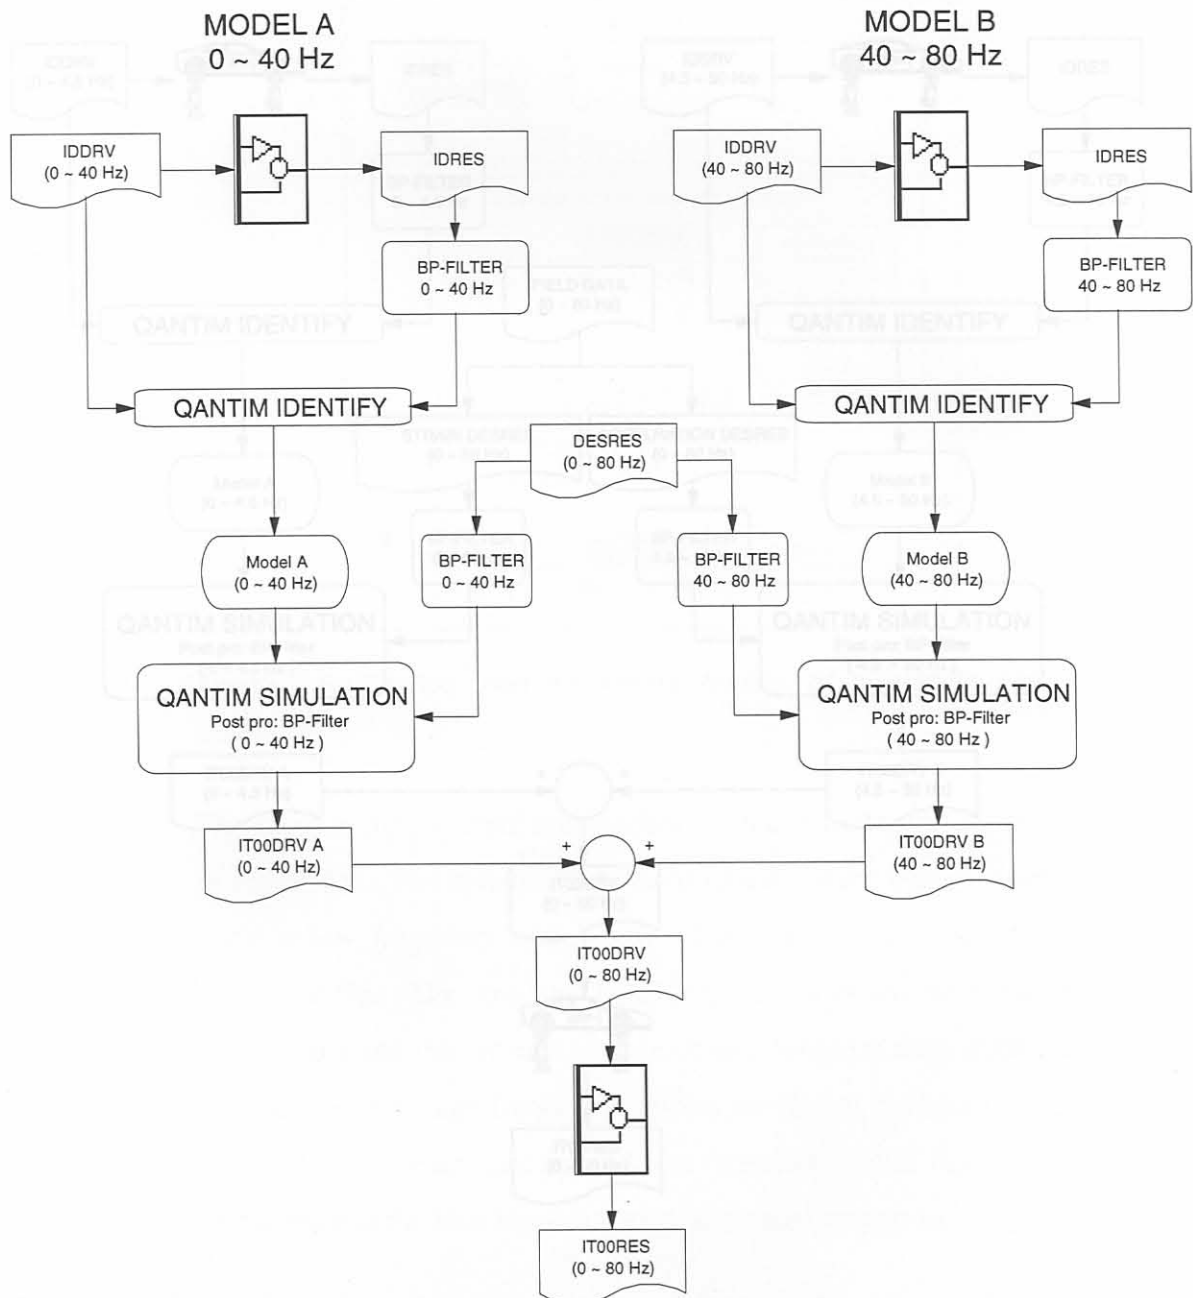 MODEL A
0 ~ 40 Hz
MODEL B
40 ~ 80 Hz
IDDRV
(0 ~ 40 Hz)
IDRES
IDDRV
(40 ~ 80 Hz)
IDRES
BP-FILTER
0 ~ 40 Hz
BP-FILTER
40 ~ 80 Hz
QANTIM IDENTIFY
QANTIM IDENTIFY
DESRES
(0 ~ 80 Hz)
Model A
(0 ~ 40 Hz)
BP-FILTER
0 ~ 40 Hz
BP-FILTER
40 ~ 80 Hz
Model B
(40 ~ 80 Hz)
QANTIM SIMULATION
Post pro: BP-Filter
( 0 ~ 40 Hz )
QANTIM SIMULATION
Post pro: BP-Filter
( 40 ~ 80 Hz )
IT00DRV A
(0 ~ 40 Hz)
+
+
IT00DRV B
(40 ~ 80 Hz)
IT00DRV
(0 ~ 80 Hz)
IT00RES
(0 ~ 80 Hz)